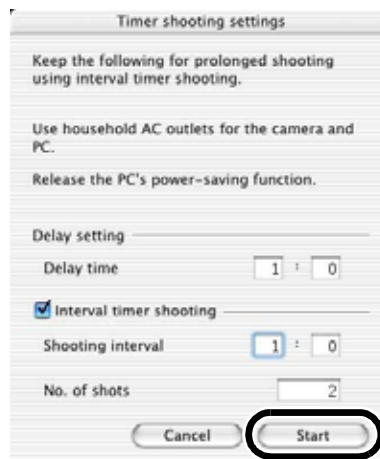 Timer shooting settings
Keep the following for prolonged shooting
using interval timer shooting.
Use household AC outlets for the camera and
PC.
Release the PC's power-saving function.
Delay setting
Delay time 1 : 0
Interval timer shooting
Shooting interval 1 : 0
No. of shots 2
Cancel Start